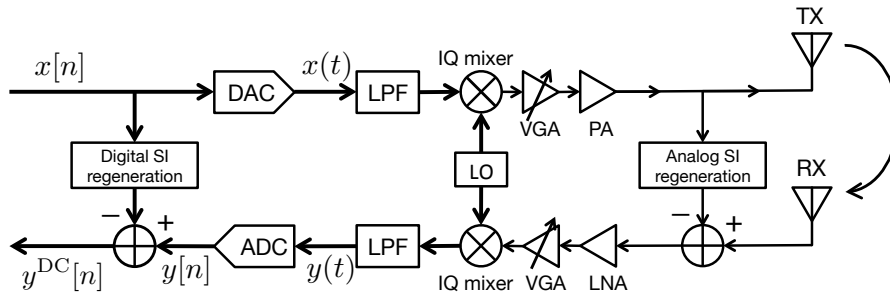 TX
x[n]
x(t)
IQ mixer
DAC
LPF
VGA
PA
Digital SI
regeneration
LO
Analog SI
regeneration
RX
−
+
−
+
ADC
LPF
y^{DC}[n]
y[n]
y(t)
IQ mixer
VGA
LNA